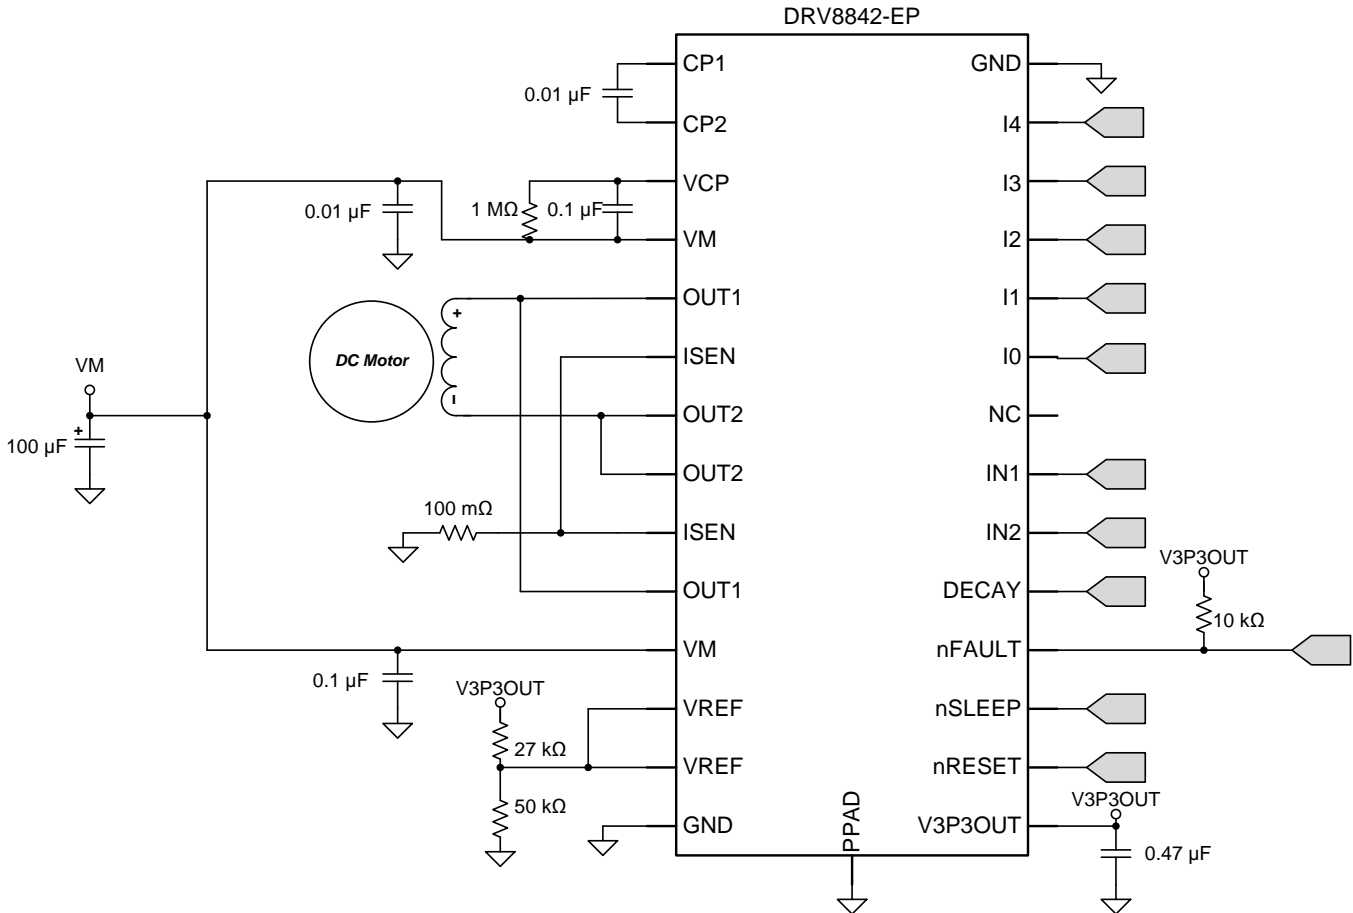 DRV8842-EP
CP1
GND
0.01 µF
CP2
I4
VCP
I3
0.01 µF
1 MΩ
0.1 µF
VM
I2
OUT1
I1
+
DC Motor
-
ISEN
I0
VM
OUT2
NC
+
100 µF
OUT2
IN1
100 mΩ
ISEN
IN2
V3P3OUT
OUT1
DECAY
10 kΩ
VM
nFAULT
0.1 µF
V3P3OUT
VREF
nSLEEP
27 kΩ
VREF
nRESET
V3P3OUT
50 kΩ
GND
PPAD
V3P3OUT
0.47 µF